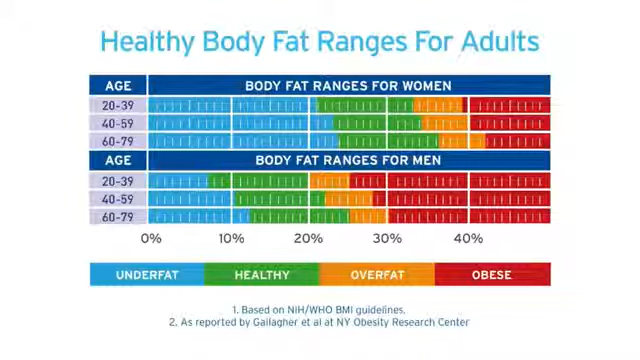 Healthy Body Fat Ranges For Adults
AGE BODY FAT RANGES FOR WOMEN
20-39
40-59
60-79
AGE BODY FAT RANGES FOR MEN
20-39
40-59
60-79
0% 10% 20% 30% 40%
UNDERFAT HEALTHY OVERFAT OBESE
1. Based on NIH/WHO BMI guidelines.
2. As reported by Gallagher et al at NY Obesity Research Center